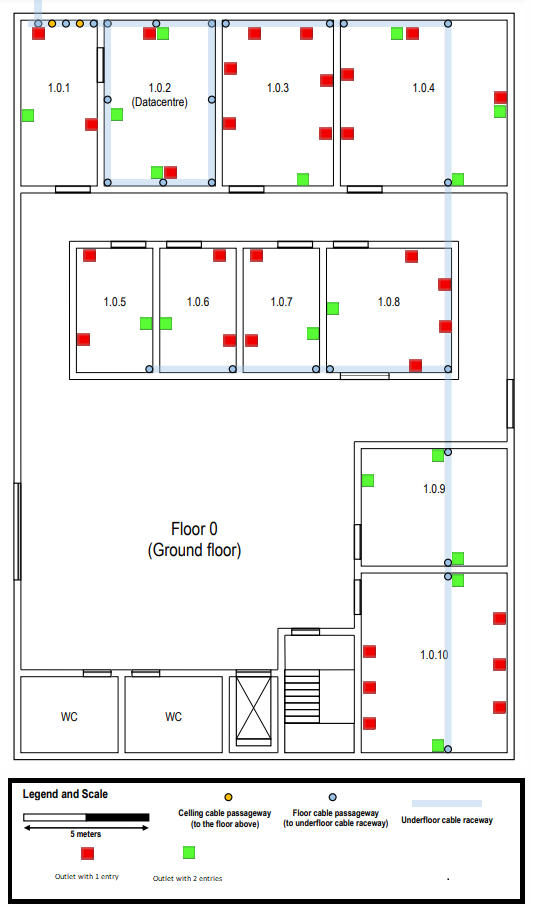 1.0.1
1.0.2
(Datacentre)
1.0.3
1.0.4
1.0.5
1.0.6
1.0.7
1.0.8
1.0.9
Floor 0
(Ground floor)
1.0.10
WC
WC
Legend and Scale
5 meters
Celling cable passageway
(to the floor above)
Floor cable passageway
(to underfloor cable raceway)
Underfloor cable raceway
Outlet with 1 entry
Outlet with 2 entries